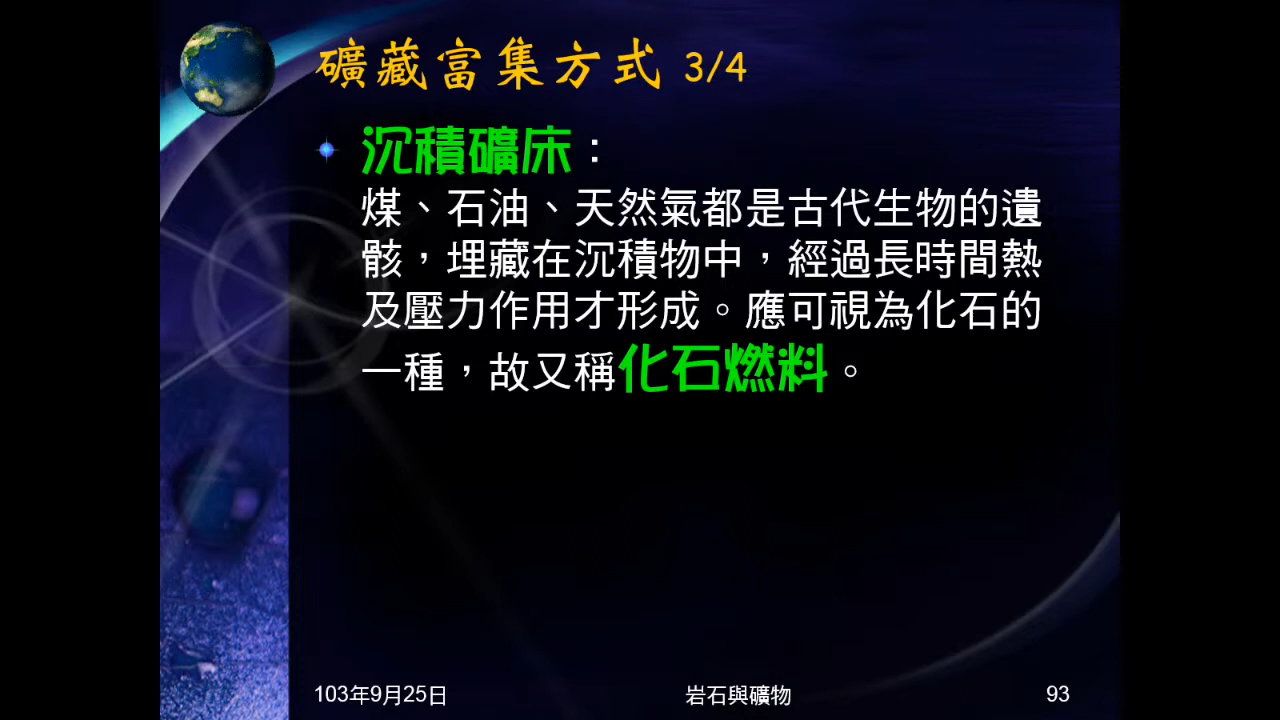 礦藏富集方式 3/4
沉積礦床：
煤、石油、天然氣都是古代生物的遺
骸，埋藏在沉積物中，經過長時間熱
及壓力作用才形成。應可視為化石的
一種，故又稱化石燃料。
103年9月25日 岩石與礦物 93